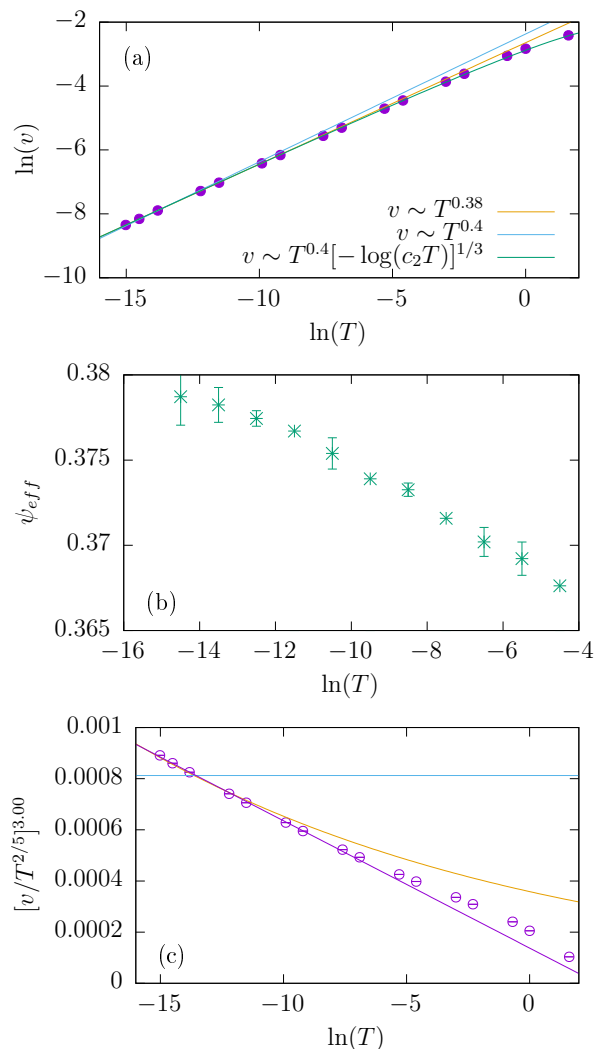 −2
−4
−6
−8
−10
ln(v)
(a)
v ∼ T^0.38
v ∼ T^0.4
v ∼ T^0.4[− log(c₂T)]^1/3
−15 −10 −5 0
ln(T)
0.38
0.375
0.37
0.365
ψ_eff
(b)
−16 −14 −12 −10 −8 −6 −4
ln(T)
0.001
0.0008
0.0006
0.0004
0.0002
0
[v/T^2/5]^3.00
(c)
−15 −10 −5 0
ln(T)